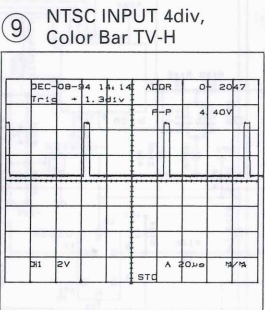 9 NTSC INPUT 4div,
Color Bar TV-H
DEC-08-94 14:14 ADDR 0- 2047
Trig + 1.3div
P-P 4.40V
CH1 2V A 20μs
STO